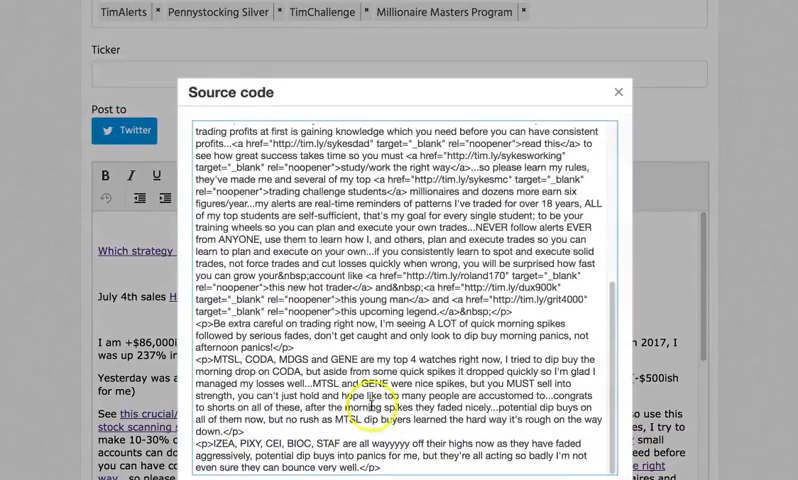 TimAlerts × Pennystocking Silver × TimChallenge × Millionaire Masters Program ×
Ticker
Post to
Twitter
Source code ×
trading profits at first is gaining knowledge which you need before you can have consistent
profits...<a href="http://tim.ly/sykesdad" target="_blank" rel="noopener">read this</a> to
see how great success takes time so you must <a href="http://tim.ly/sykesworking"
target="_blank" rel="noopener">study/work the right way</a>...so please learn my rules,
they've made me and several of my top <a href="http://tim.ly/sykesmc" target="_blank"
rel="noopener">trading challenge students</a> millionaires and dozens more earn six
figures/year...my alerts are real-time reminders of patterns I've traded for over 18 years, ALL
of my top students are self-sufficient, that's my goal for every single student; to be your
training wheels so you can plan and execute your own trades...NEVER follow alerts EVER
from ANYONE, use them to learn how I, and others, plan and execute trades so you can
learn to plan and execute on your own...if you consistently learn to spot and execute solid
trades, not force trades and cut losses quickly when wrong, you will be surprised how fast
you can grow your&nbsp;account like <a href="http://tim.ly/roland170" target="_blank"
rel="noopener">this new hot trader</a> and&nbsp;<a href="http://tim.ly/dux900k"
target="_blank" rel="noopener">this young man</a> and <a href="http://tim.ly/grit4000"
target="_blank" rel="noopener">this upcoming legend.</a>&nbsp;</p>
<p>Be extra careful on trading right now, I'm seeing A LOT of quick morning spikes
followed by serious fades, don't get caught and only look to dip buy morning panics, not
afternoon panics!</p>
<p>MTSL, CODA, MDGS and GENE are my top 4 watches right now, I tried to dip buy the
morning drop on CODA, but aside from some quick spikes it dropped quickly so I'm glad I
managed my losses well...MTSL and GENE were nice spikes, but you MUST sell into
strength, you can't just hold and hope like too many people are accustomed to...congrats
to shorts on all of these, after the morning spikes they faded nicely...potential dip buys on
all of them now, but no rush as MTSL dip buyers learned the hard way it's rough on the way
down.</p>
<p>IZEA, PIXY, CEI, BIOC, STAF are all wayyyyy off their highs now as they have faded
aggressively, potential dip buys into panics for me, but they're all acting so badly I'm not
even sure they can bounce very well.</p>
B I U
Which strategy
July 4th sales H
I am +$86,000i
was up 237% in
n 2017, I
Yesterday was a
for me)
(-$500ish
See this crucial/
stock scanning s
make 10-30% o
accounts can do
you can have co
so use this
s, I try to
small
eed before
e right
way